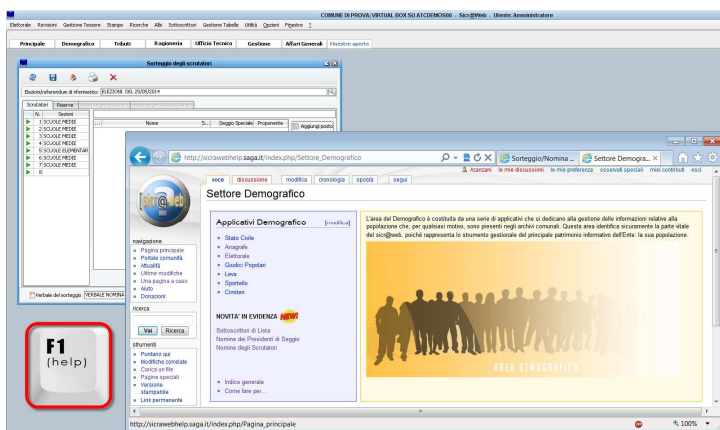 COMUNE DI PROVA| VIRTUAL BOX SU ATCDEMOS06 - Sicr@Web - Utente: Amministratore
Elettorale Revisioni Gestione Tessere Stampe Ricerche Albi Sottoscrittori Gestione Tabelle Utilità Opzioni Finestre ?
Principale Demografico Tributi Ragioneria Ufficio Tecnico Gestione Affari Generali Finestre aperte
Sorteggio degli scrutatori
Elezioni/referendum di riferimento: ELEZIONI DEL 25/05/2014
Scrutatori Riserve
N. Sezioni
1 SCUOLE MEDIE
2 SCUOLE MEDIE
3 SCUOLE MEDIE
4 SCUOLE MEDIE
5 SCUOLE ELEMENTAR
6 SCUOLE MEDIE
7 SCUOLE MEDIE
0
... Nome S... Seggio Speciale Proponente
Aggiungi posto
Verbale del sorteggio VERBALE NOMINA
F1
(help)
http://sicrawebhelp.saga.it/index.php/Settore_Demografico
Sorteggio/Nomina ... Settore Demogra... ×
Azanzani le mie discussioni le mie preferenze osservati speciali miei contributi esci
voce discussione modifica cronologia sposta segui
Settore Demografico
sicr@web
navigazione
Pagina principale
Portale comunità
Attualità
Ultime modifiche
Una pagina a caso
Aiuto
Donazioni
ricerca
Vai Ricerca
strumenti
Puntano qui
Modifiche correlate
Carica un file
Pagine speciali
Versione
stampabile
Link permanente
Applicativi Demografico [modifica]
Stato Civile
Anagrafe
Elettorale
Giudici Popolari
Leva
Sportello
Cimiteri
NOVITA' IN EVIDENZA NEW!
Sottoscrittori di Lista
Nomine dei Presidenti di Seggio
Nomine degli Scrutatori
Indice generale
Come fare per...
L'area del Demografico è costituita da una serie di applicativi che si dedicano alla gestione delle informazioni relative alla
popolazione che, per qualsiasi motivo, sono presenti negli archivi comunali. Questa area identifica sicuramente la parte vitale
del sicr@web, poiché rappresenta lo strumento gestionale del principale patrimonio informativo dell'Ente: la sua popolazione.
AREA DEMOGRAFICI
http://sicrawebhelp.saga.it/index.php/Pagina_principale
100%